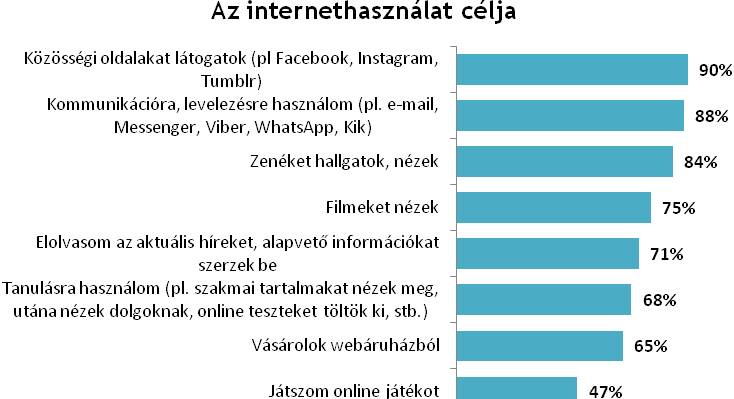 Az internethasználat célja
Közösségi oldalakat látogatok (pl Facebook, Instagram,
Tumblr)
90%
Kommunikációra, levelezésre használom (pl. e-mail,
Messenger, Viber, WhatsApp, Kik)
88%
Zenéket hallgatok, nézek
84%
Filmeket nézek
75%
Elolvasom az aktuális híreket, alapvető információkat
szerzek be
71%
Tanulásra használom (pl. szakmai tartalmakat nézek meg,
utána nézek dolgoknak, online teszteket töltök ki, stb.)
68%
Vásárolok webáruházból
65%
Játszom online játékot
47%